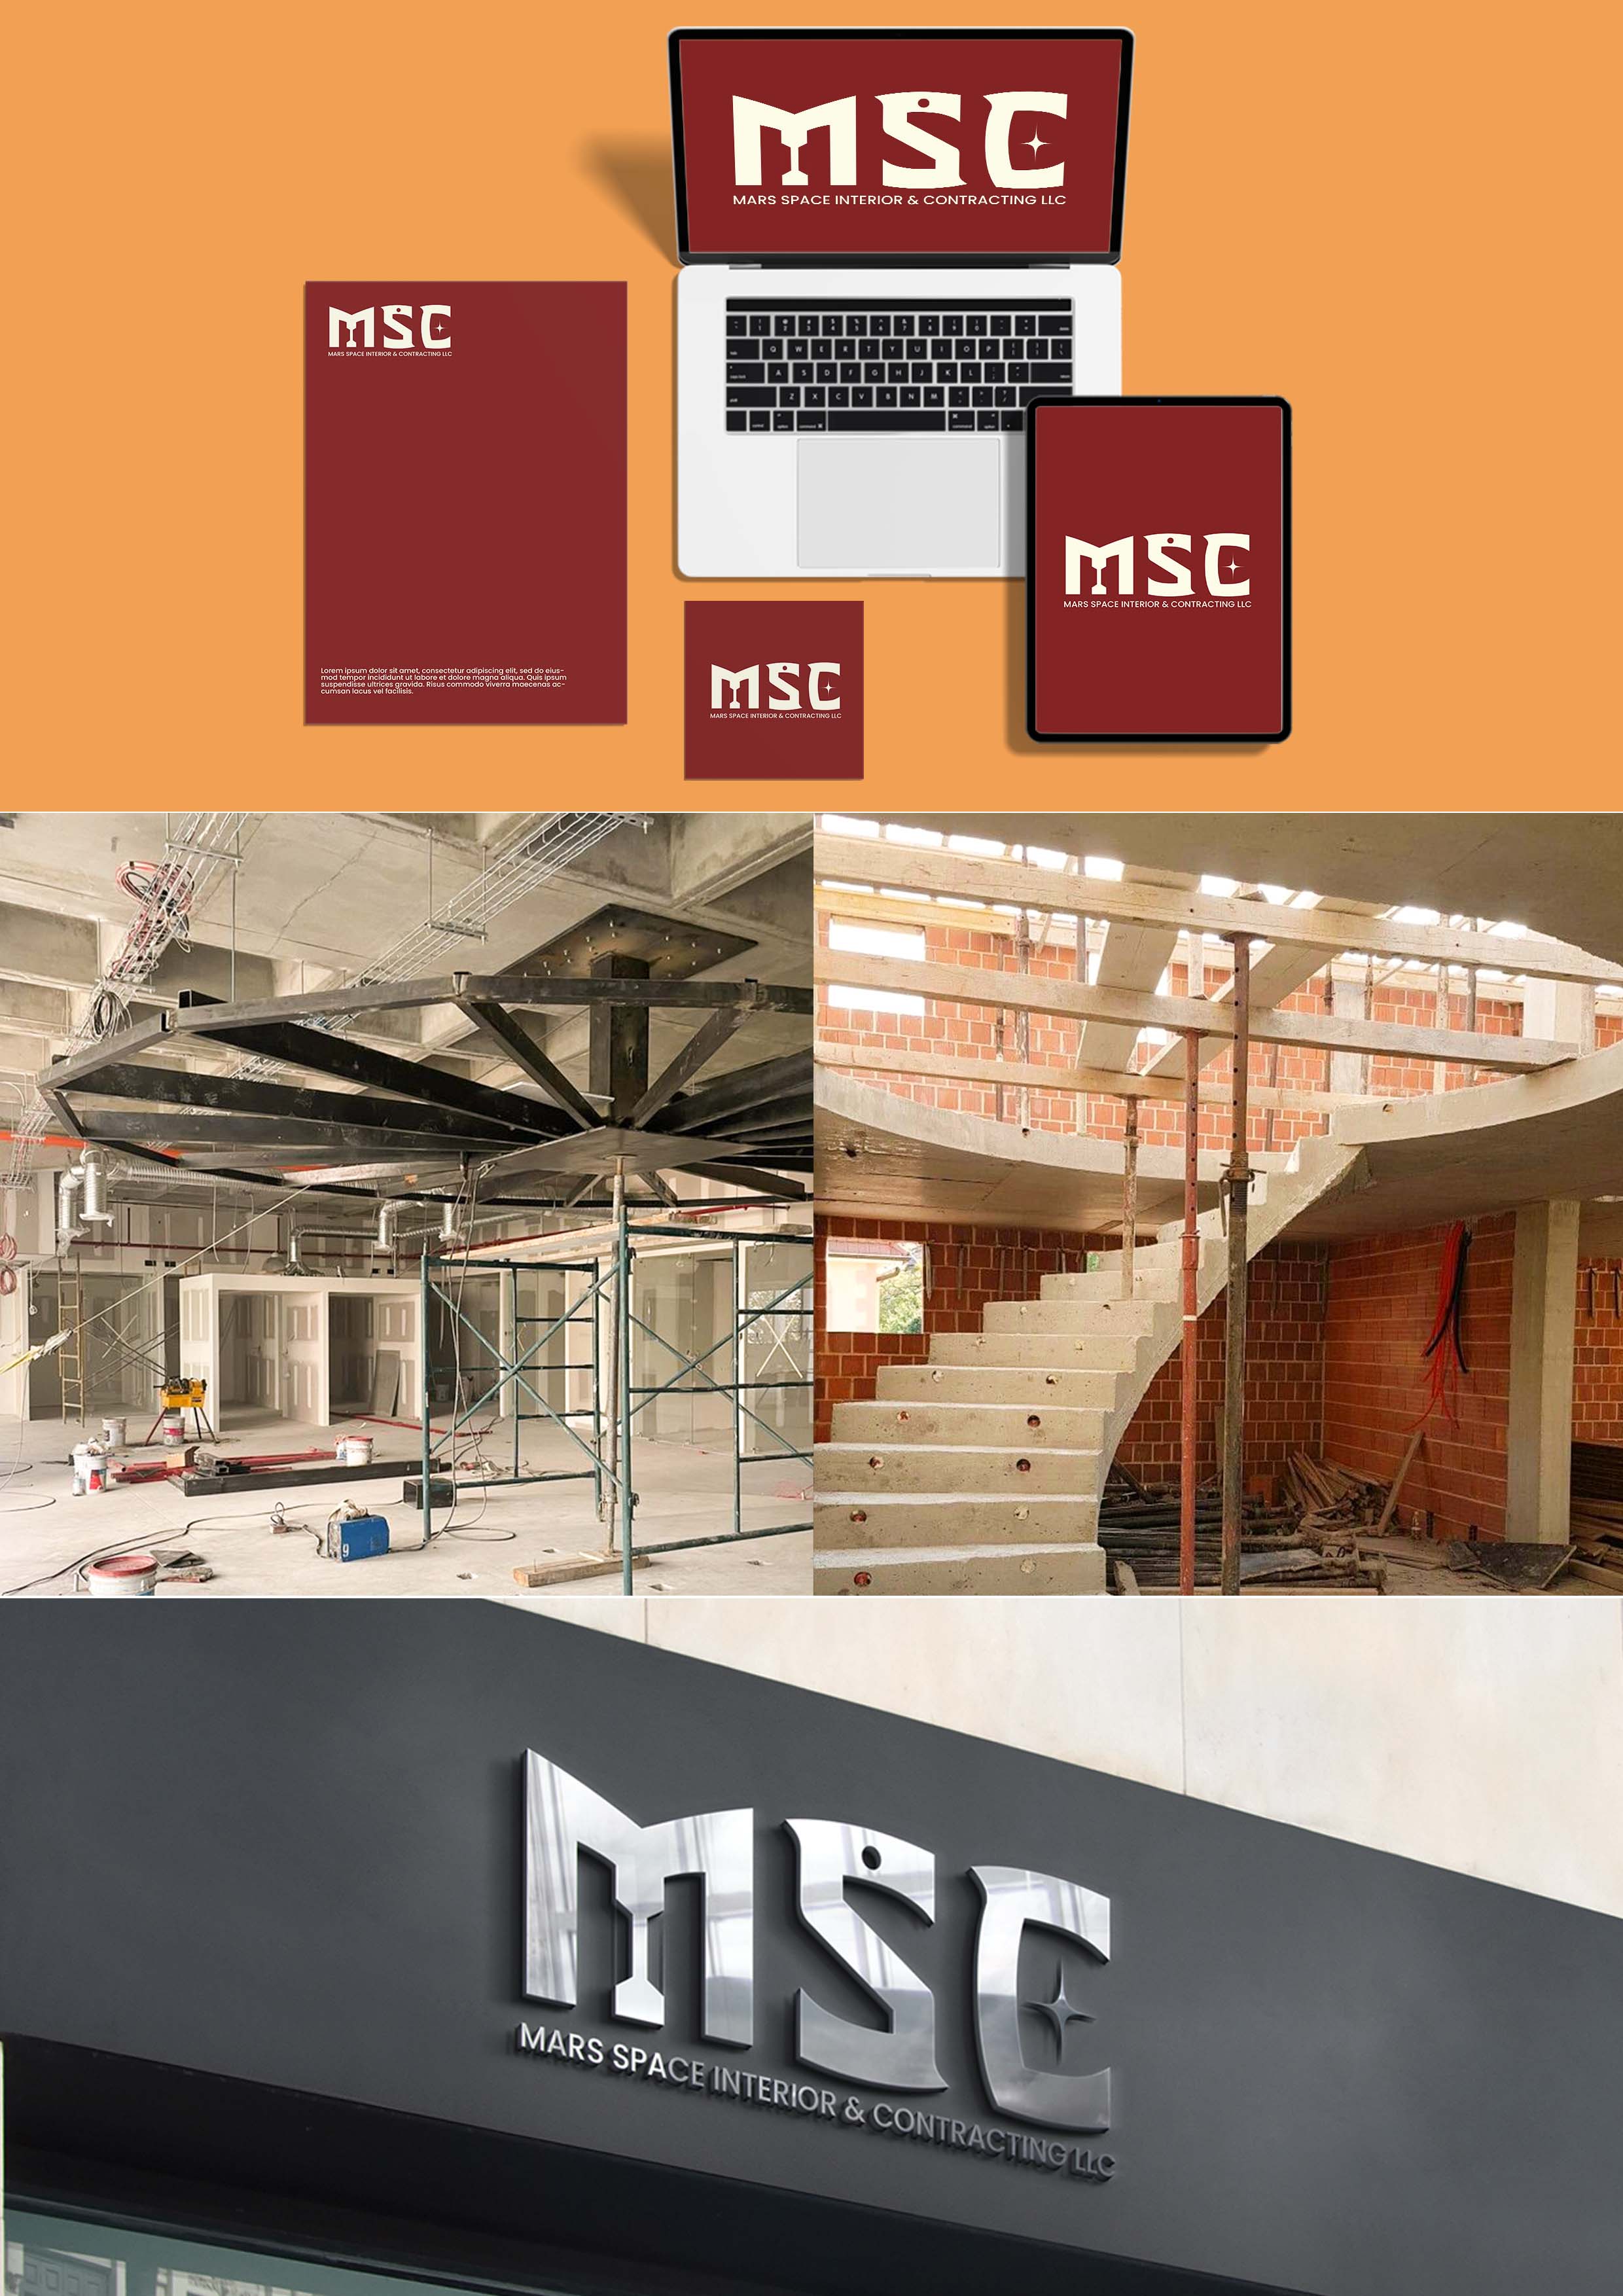 MSC
MARS SPACE INTERIOR & CONTRACTING LLC
MSC
MARS SPACE INTERIOR & CONTRACTING LLC
Lorem ipsum dolor sit amet, consectetur adipiscing elit, sed do eius-
mod tempor incididunt ut labore et dolore magna aliqua. Quis ipsum
suspendisse ultrices gravida. Risus commodo viverra maecenas ac-
cumsan lacus vel facilisis.
MSC
MARS SPACE INTERIOR & CONTRACTING LLC
MSC
MARS SPACE INTERIOR & CONTRACTING LLC
MSC
MARS SPACE INTERIOR & CONTRACTING LLC